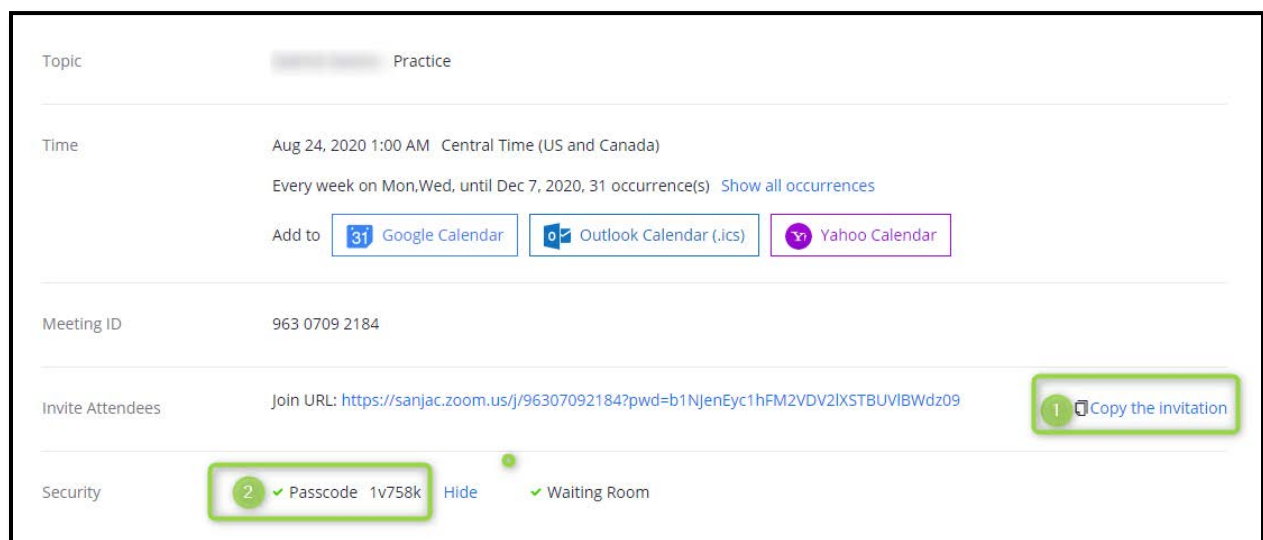 Topic Practice
Time Aug 24, 2020 1:00 AM Central Time (US and Canada)
Every week on Mon,Wed, until Dec 7, 2020, 31 occurrence(s) Show all occurrences
Add to 31 Google Calendar Outlook Calendar (.ics) Yahoo Calendar
Meeting ID 963 0709 2184
Invite Attendees Join URL: https://sanjac.zoom.us/j/96307092184?pwd=b1NJenEyc1hFM2VDV2lXSTBUVlBWdz09 1 Copy the invitation
Security 2 Passcode 1v758k Hide Waiting Room